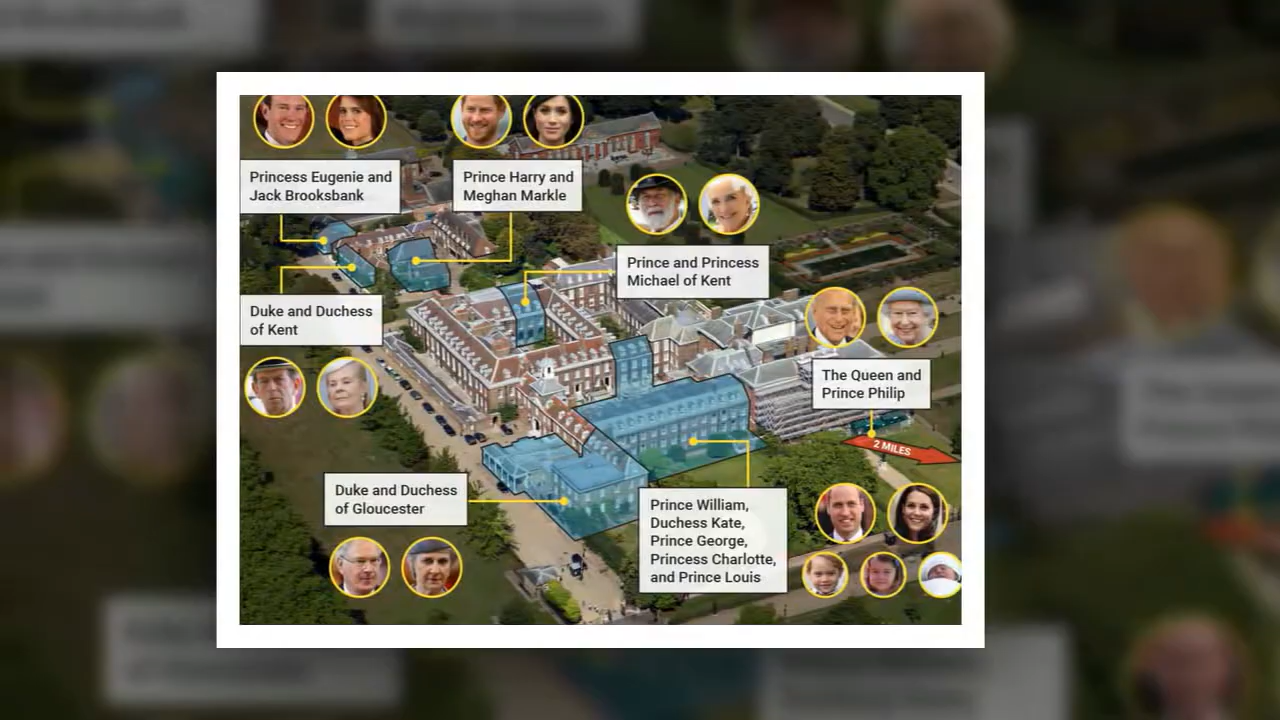 Princess Eugenie and
Jack Brooksbank
Prince Harry and
Meghan Markle
Prince and Princess
Michael of Kent
Duke and Duchess
of Kent
The Queen and
Prince Philip
2 MILES
Duke and Duchess
of Gloucester
Prince William,
Duchess Kate,
Prince George,
Princess Charlotte,
and Prince Louis